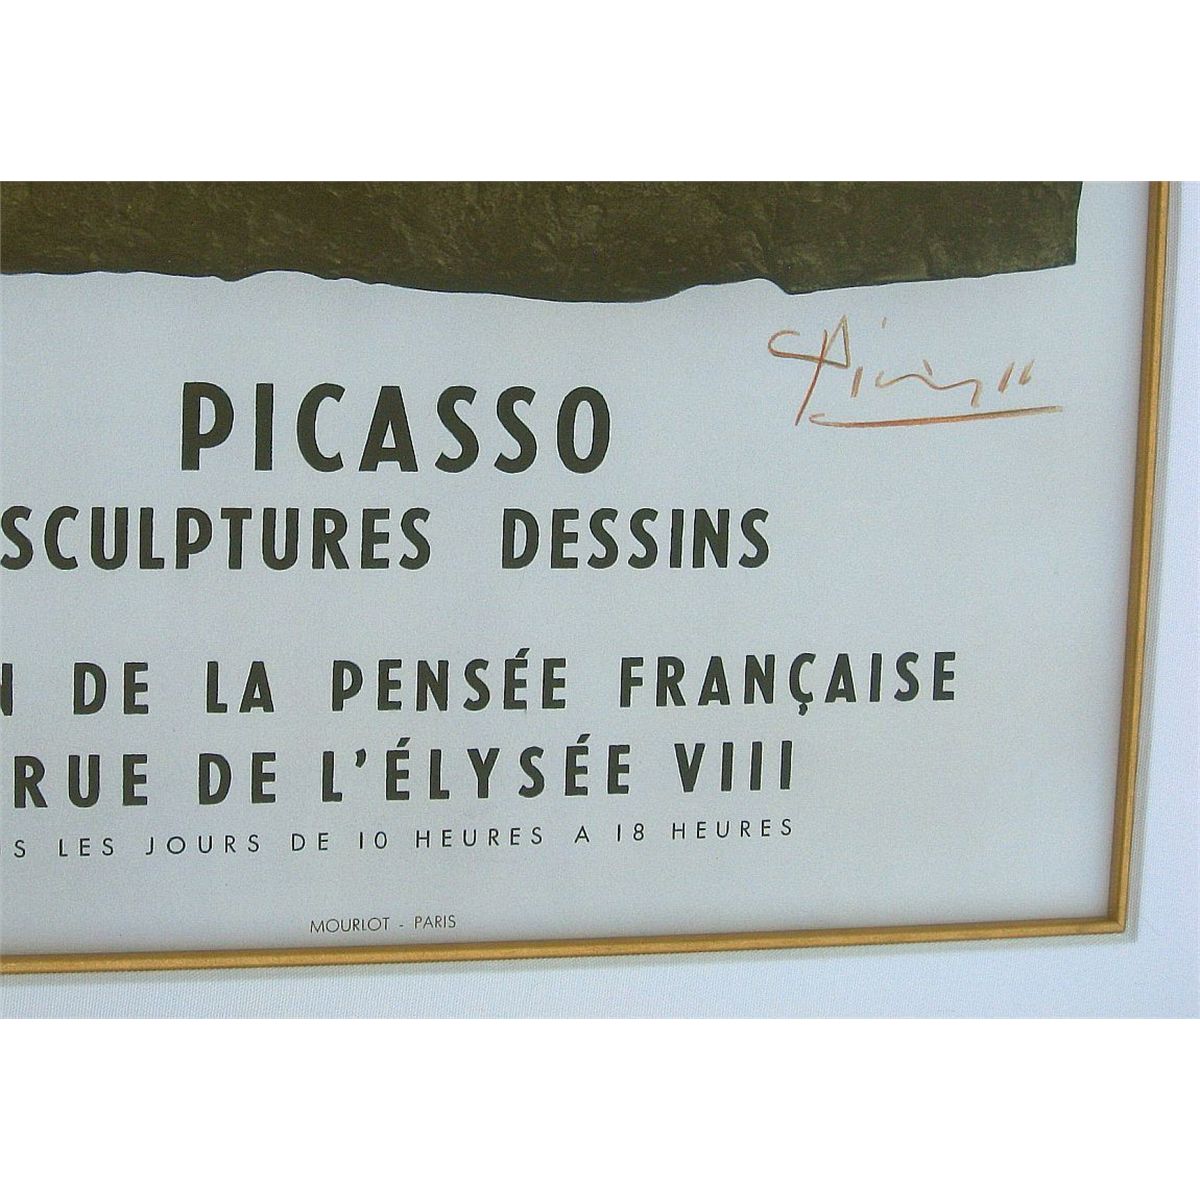 Picasso
PICASSO
SCULPTURES DESSINS
N DE LA PENSÉE FRANÇAISE
RUE DE L'ÉLYSÉE VIII
S LES JOURS DE 10 HEURES A 18 HEURES
MOURLOT - PARIS